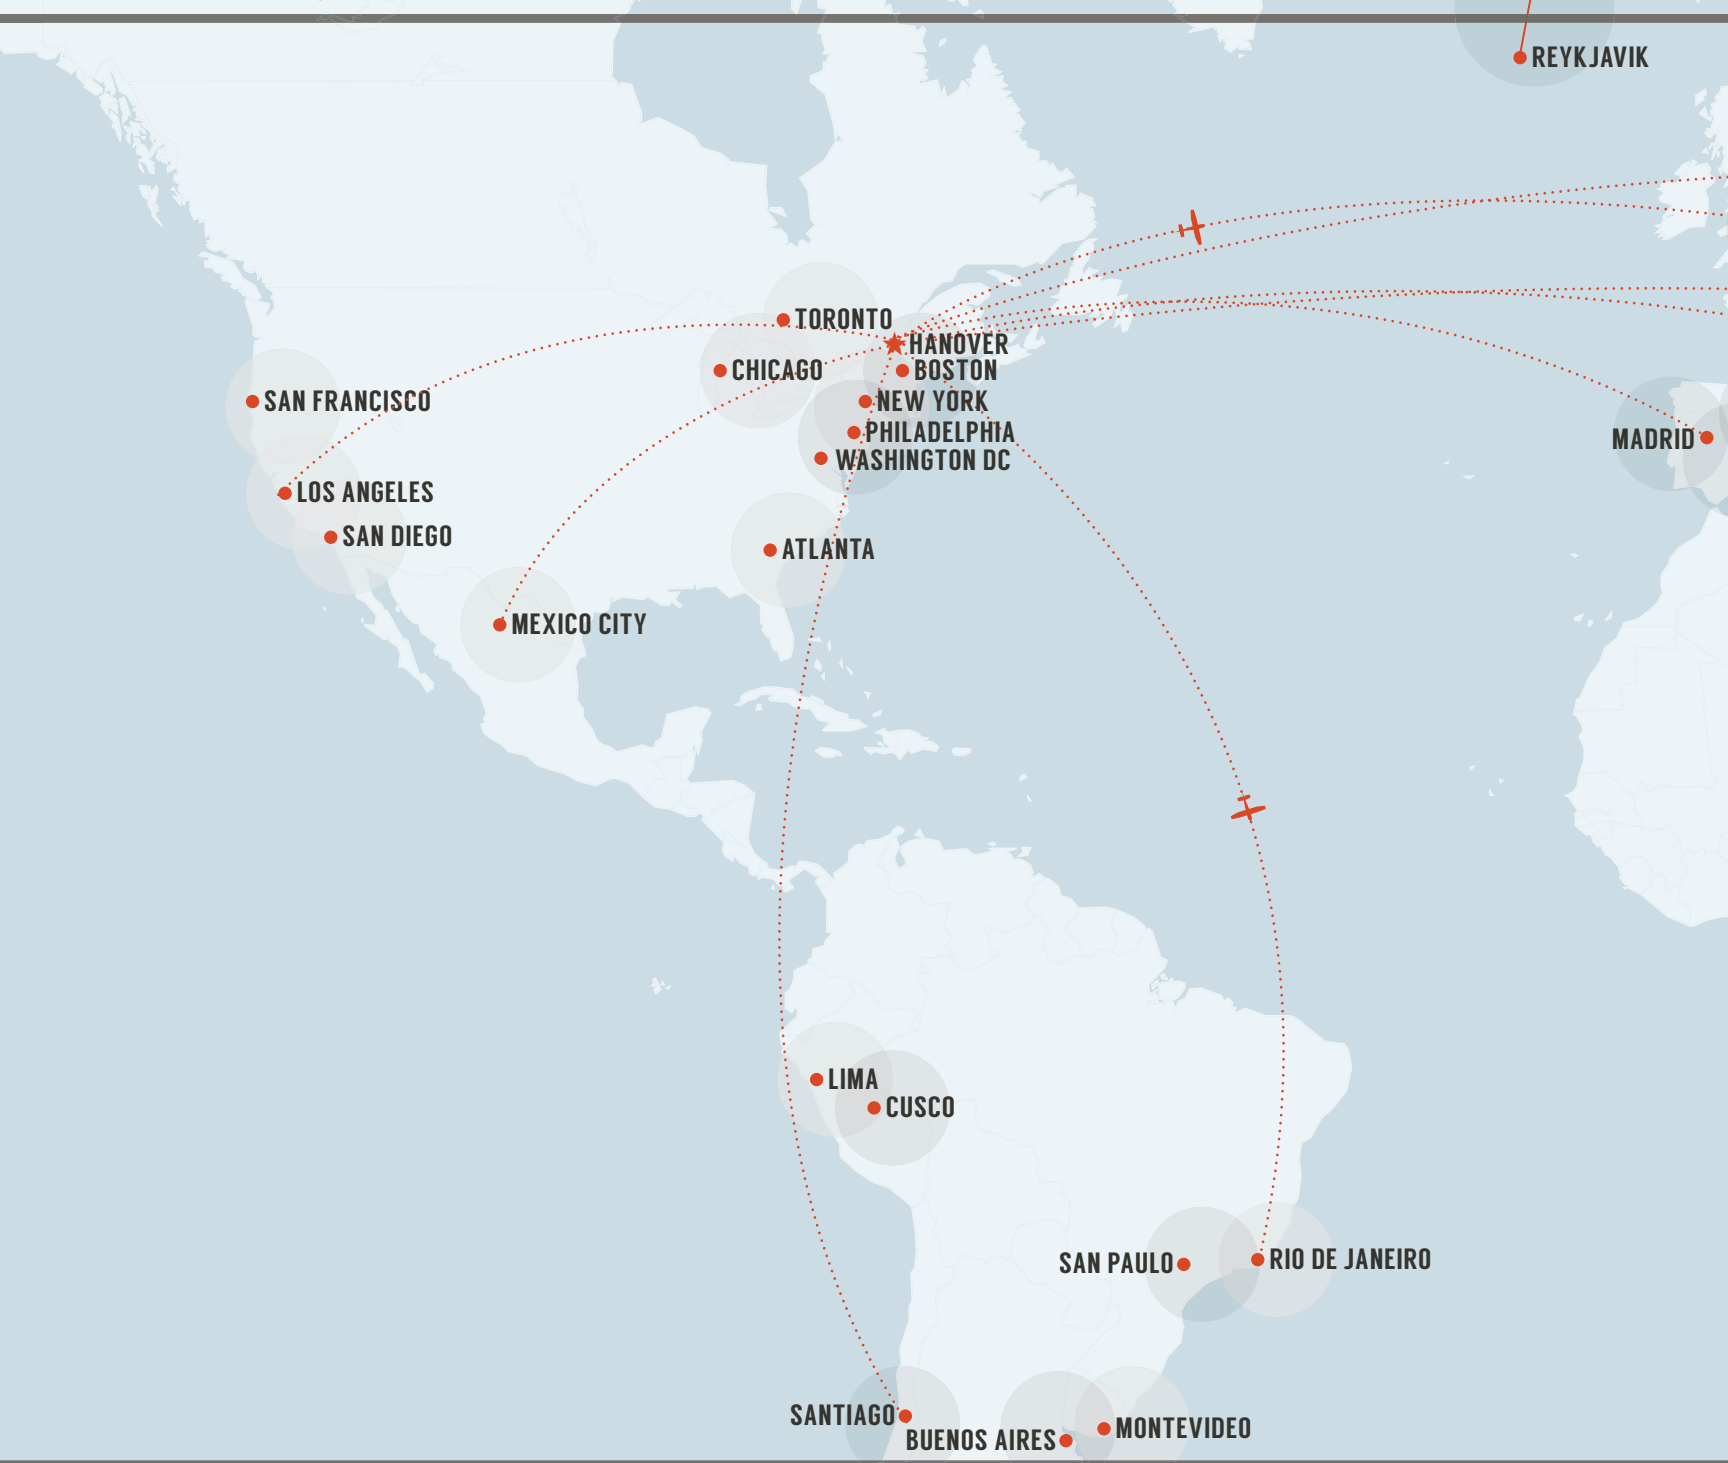 REYKJAVIK
TORONTO
HANOVER
CHICAGO
BOSTON
SAN FRANCISCO
NEW YORK
PHILADELPHIA
MADRID
WASHINGTON DC
LOS ANGELES
SAN DIEGO
ATLANTA
MEXICO CITY
LIMA
CUSCO
SAN PAULO
RIO DE JANEIRO
SANTIAGO
MONTEVIDEO
BUENOS AIRES